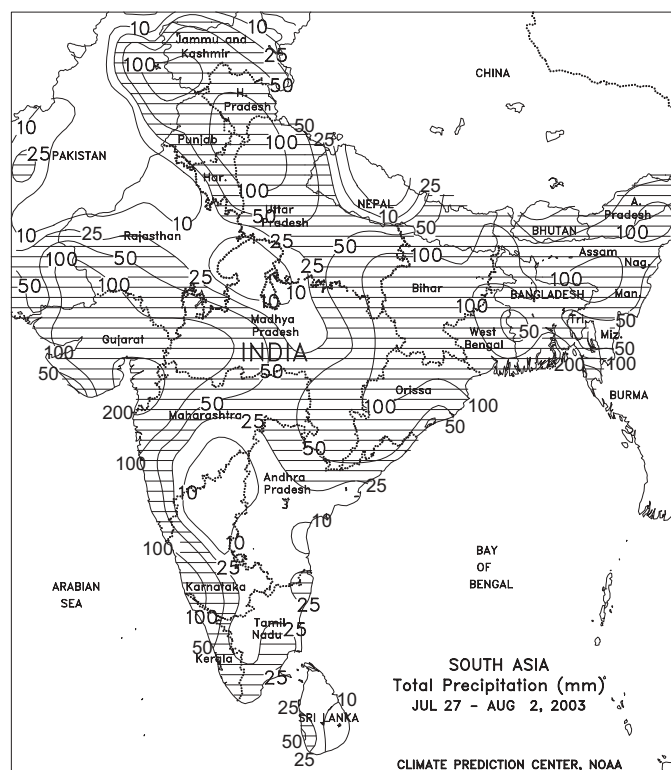 10
10
Jammu and
Kashmir
25
100
50
CHINA
H.
Pradesh
10
50
25
Punjab
100
25
PAKISTAN
Har.
100
25
NEPAL
A.
Pradesh
10
50
Uttar
Pradesh
10
50
BHUTAN
100
10
25
Rajasthan
25
50
100
Assam
100
50
25
25
Nag.
50
100
10
10
Bihar
100
BANGLADESH
Man.
100
Madhya
Pradesh
West
Bengal
50
Tri.
50
Miz.
100
Gujarat
INDIA
50
50
50
200
100
Orissa
BURMA
200
50
Maharashtra
25
100
100
50
50
100
25
Andhra
Pradesh
3
10
10
100
10
BAY
OF
BENGAL
25
ARABIAN
SEA
Karnataka
25
100
Tamil
Nadu
25
50
Kerala
25
SOUTH ASIA
Total Precipitation (mm)
JUL 27 - AUG 2, 2003
10
25
SRI LANKA
50
25
CLIMATE PREDICTION CENTER, NOAA